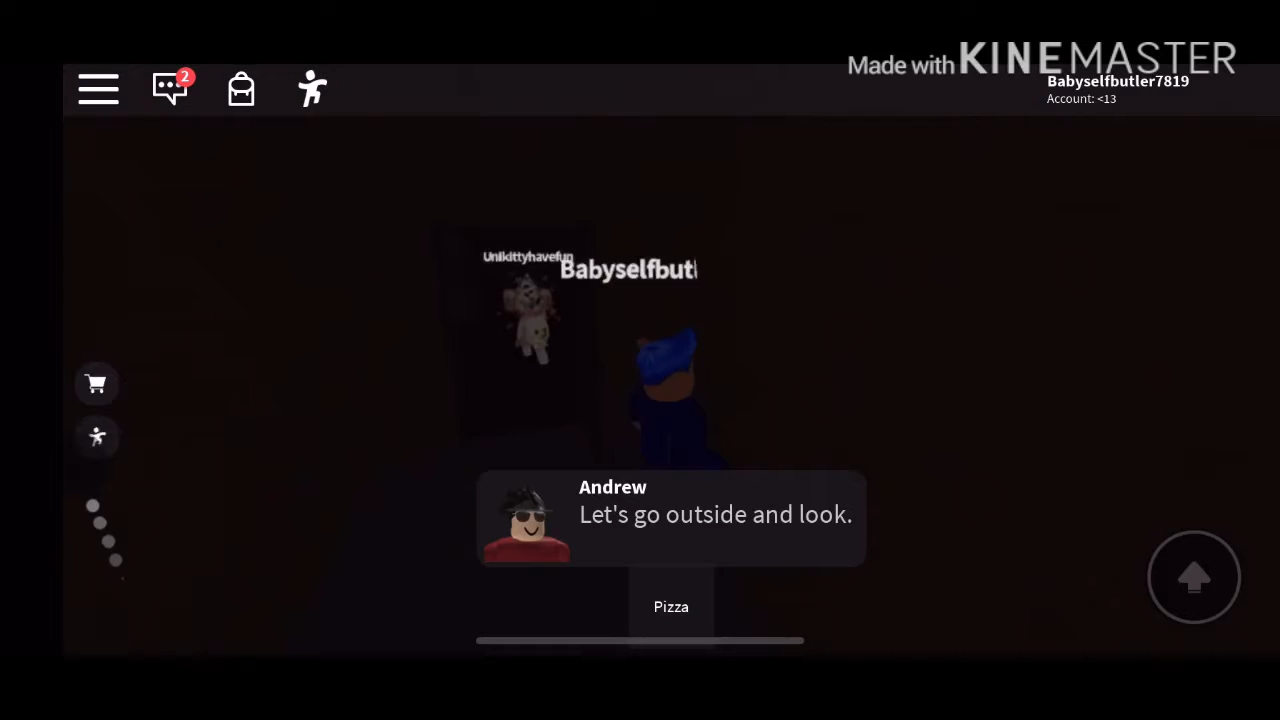 Made with KINEMASTER
2
Babyselfbutler7819
Account: <13
Unikittyhavefun
Babyselfbutl
Andrew
Let's go outside and look.
Pizza